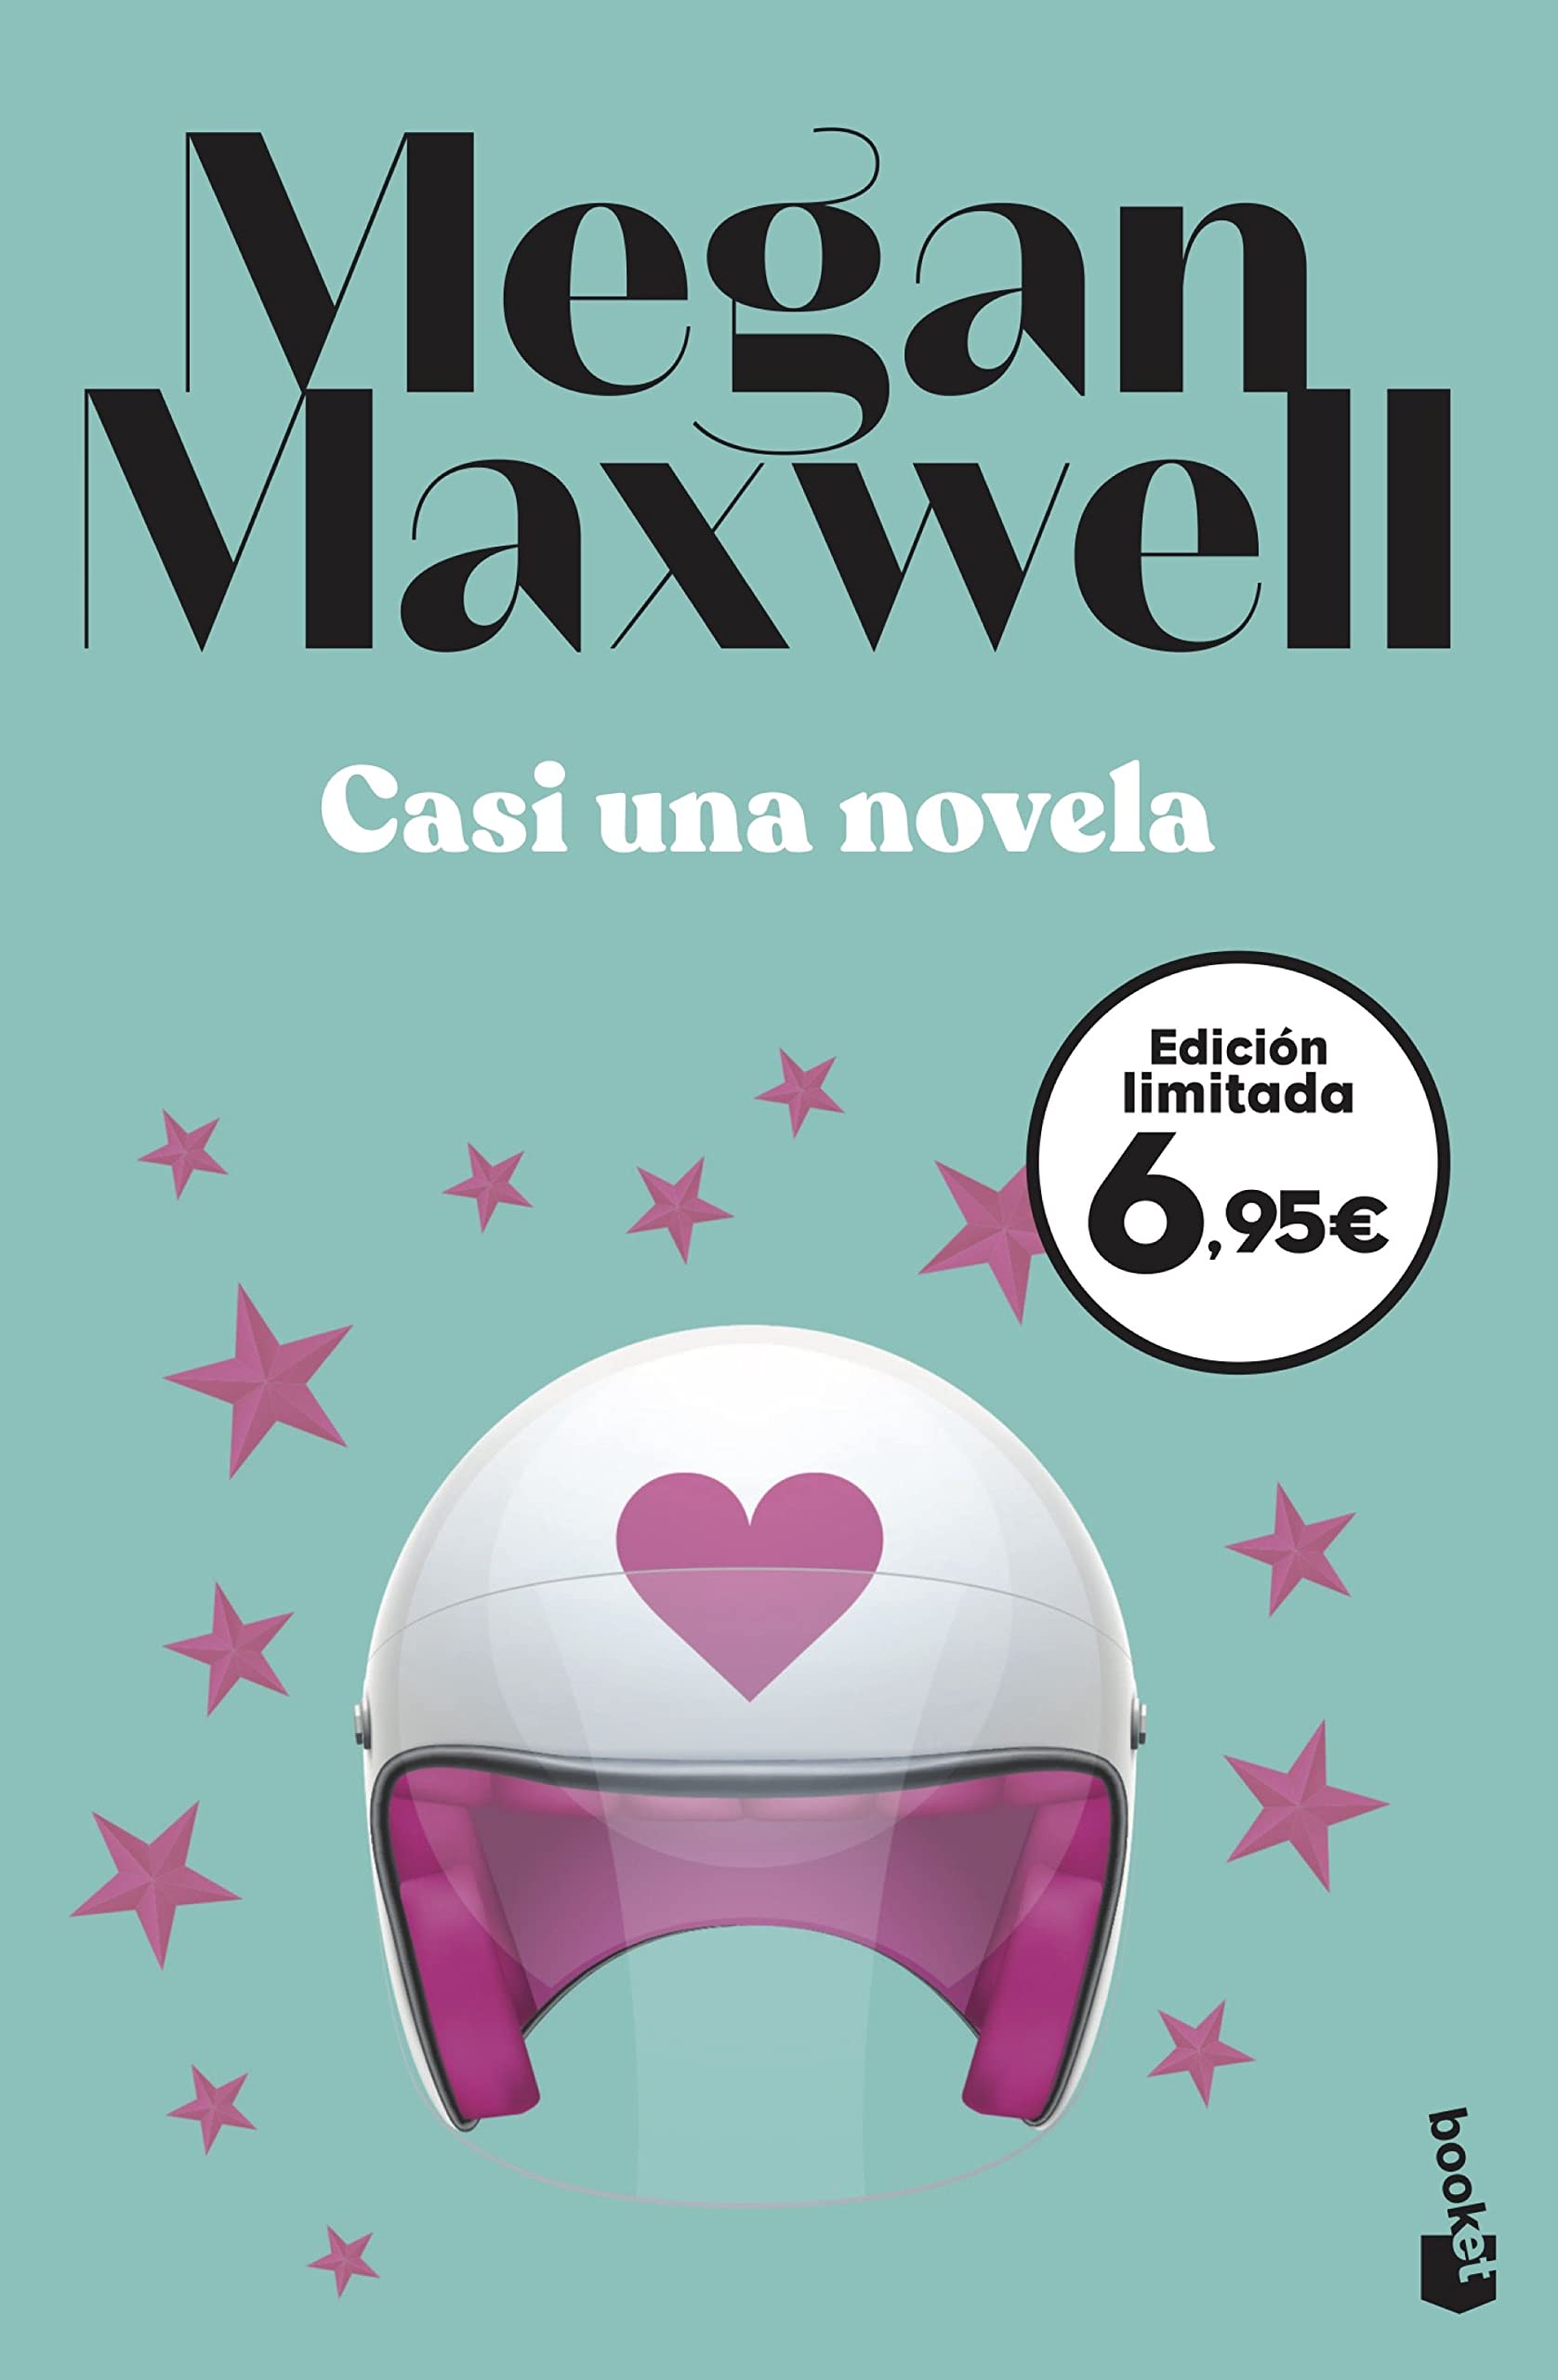 Megan
Maxwell
Casi una novela
Edición
limitada
6,95€
booket